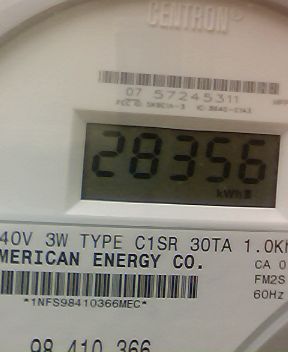 CENTRON®
07 57245311
28356
kWh
40V 3W TYPE C1SR 30TA 1.0Kh
MERICAN ENERGY CO.
CA 0
FM2S
60Hz
*1NFS98410366MEC*
98 410 366